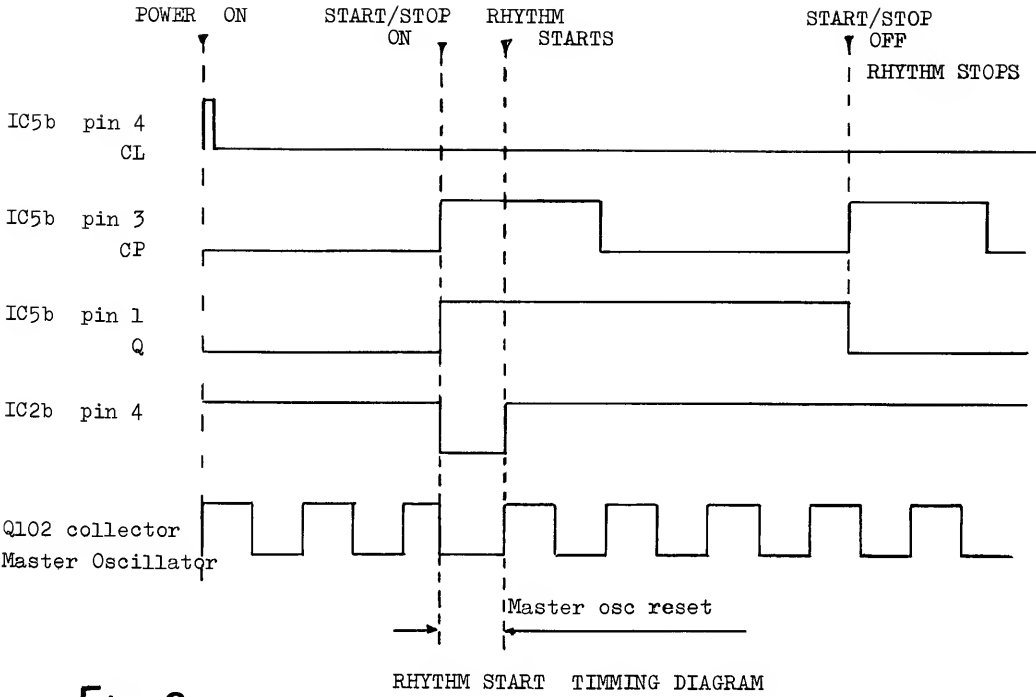 POWER ON START/STOP RHYTHM START/STOP
ON STARTS OFF
RHYTHM STOPS
IC5b pin 4
CL
IC5b pin 3
CP
IC5b pin 1
Q
IC2b pin 4
Q102 collector
Master Oscillator
Master osc reset
RHYTHM START TIMMING DIAGRAM